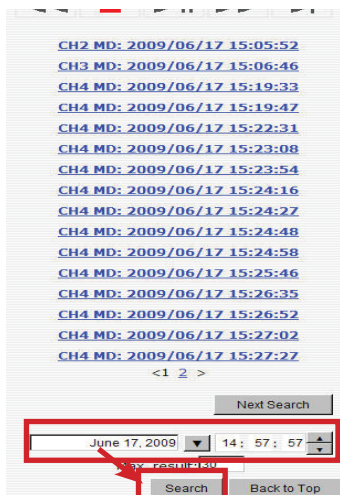 CH2 MD: 2009/06/17 15:05:52
CH3 MD: 2009/06/17 15:06:46
CH4 MD: 2009/06/17 15:19:33
CH4 MD: 2009/06/17 15:19:47
CH4 MD: 2009/06/17 15:22:31
CH4 MD: 2009/06/17 15:23:08
CH4 MD: 2009/06/17 15:23:54
CH4 MD: 2009/06/17 15:24:16
CH4 MD: 2009/06/17 15:24:27
CH4 MD: 2009/06/17 15:24:48
CH4 MD: 2009/06/17 15:24:58
CH4 MD: 2009/06/17 15:25:46
CH4 MD: 2009/06/17 15:26:35
CH4 MD: 2009/06/17 15:26:52
CH4 MD: 2009/06/17 15:27:02
CH4 MD: 2009/06/17 15:27:27
<1 2 >
Next Search
June 17, 2009 14: 57: 57
Max. result:130
Search Back to Top